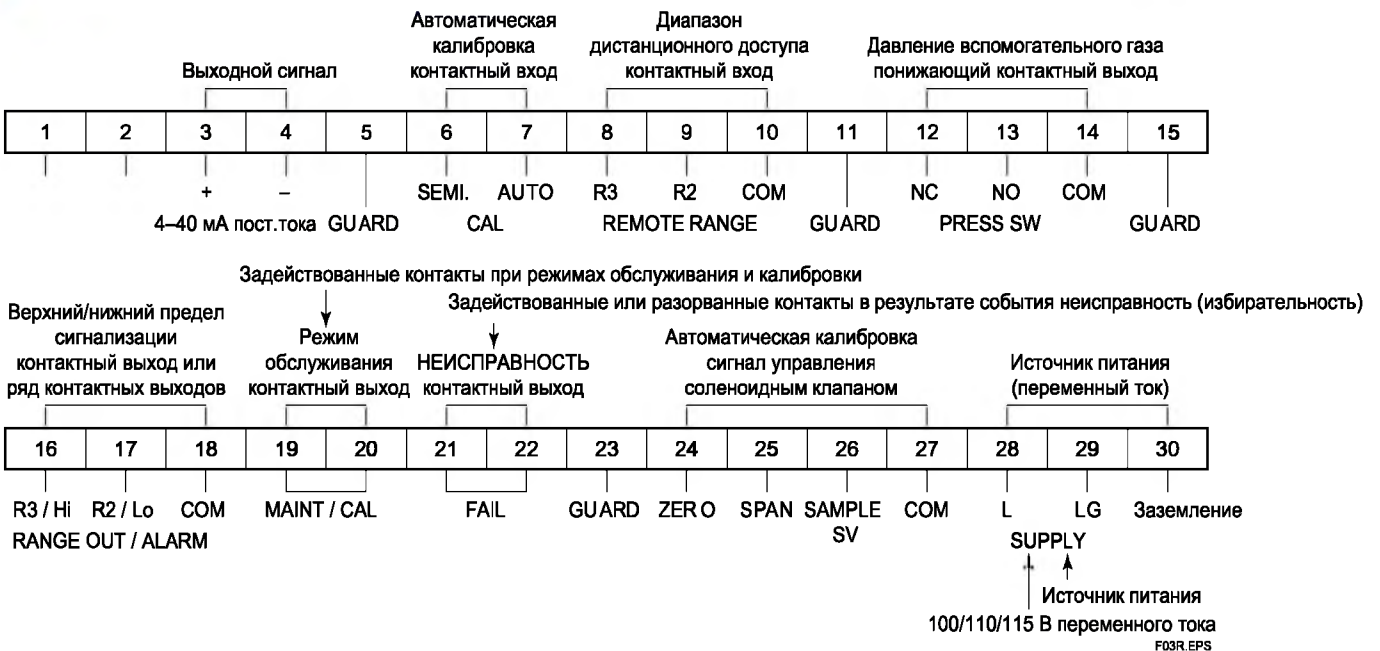 Выходной сигнал
Автоматическая
калибровка
контактный вход
Диапазон
дистанционного доступа
контактный вход
Давление вспомогательного газа
понижающий контактный выход
1 2 3 4 5 6 7 8 9 10 11 12 13 14 15
+ – SEMI. AUTO R3 R2 COM NC NO COM
4–40 мА пост.тока GUARD CAL REMOTE RANGE GUARD PRESS SW GUARD
Задействованные контакты при режимах обслуживания и калибровки
Задействованные или разорванные контакты в результате события неисправность (избирательность)
Верхний/нижний предел
сигнализации
контактный выход или
ряд контактных выходов
Режим
обслуживания
контактный выход
НЕИСПРАВНОСТЬ
контактный выход
Автоматическая калибровка
сигнал управления
соленоидным клапаном
Источник питания
(переменный ток)
16 17 18 19 20 21 22 23 24 25 26 27 28 29 30
R3 / Hi R2 / Lo COM MAINT / CAL FAIL GUARD ZERO SPAN SAMPLE COM L LG Заземление
RANGE OUT / ALARM SV SUPPLY
Источник питания
100/110/115 В переменного тока
F03R.EPS